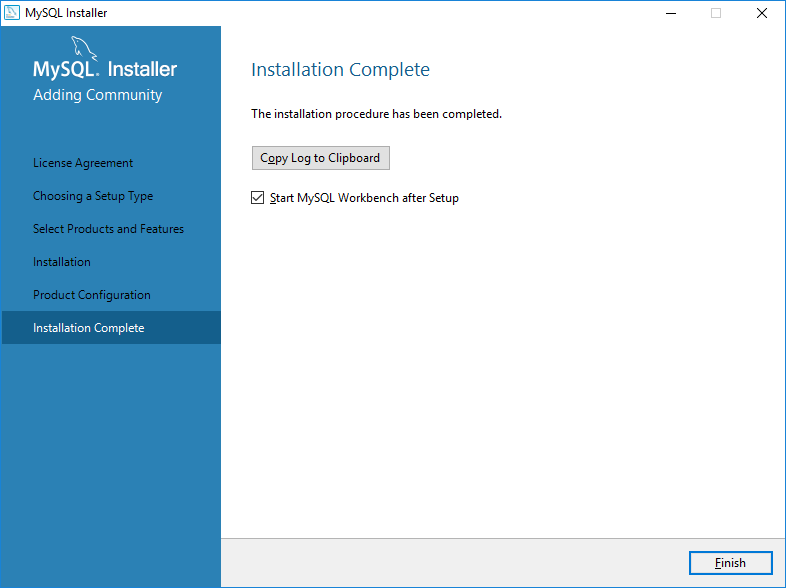 MySQL Installer
MySQL. Installer
Adding Community
License Agreement
Choosing a Setup Type
Select Products and Features
Installation
Product Configuration
Installation Complete
Installation Complete
The installation procedure has been completed.
Copy Log to Clipboard
Start MySQL Workbench after Setup
Finish